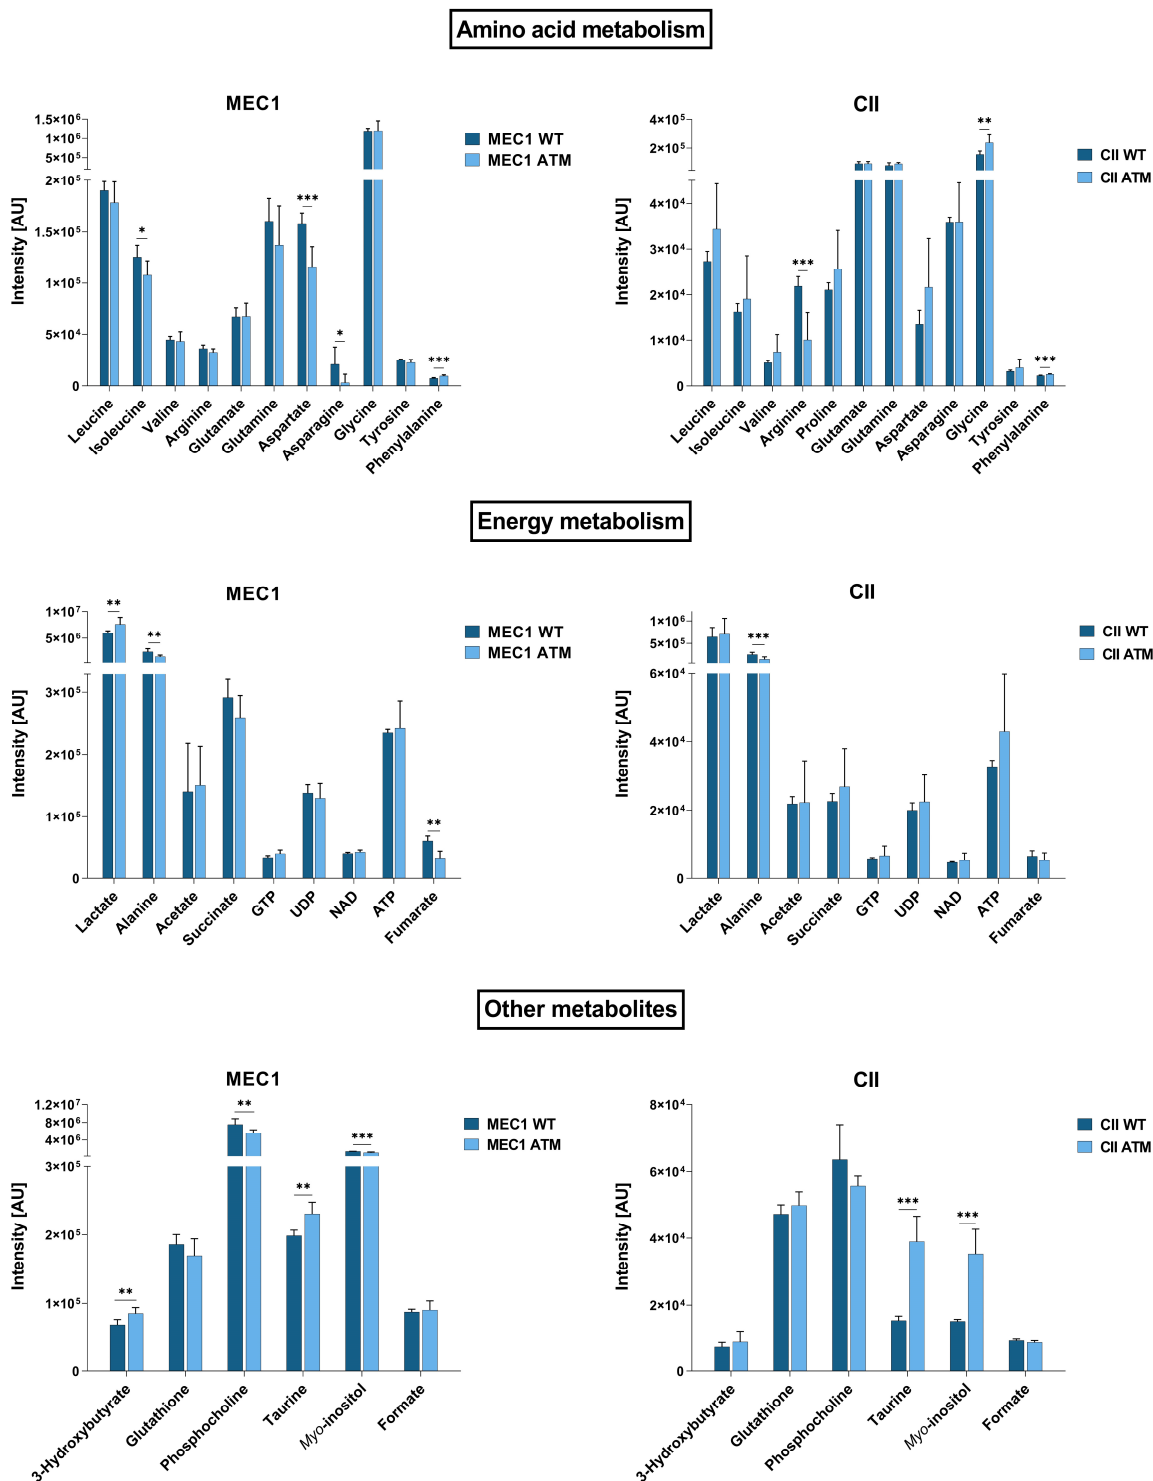 Amino acid metabolism
MEC1
Intensity [AU]
1.5×10⁶
1×10⁶
5×10⁵
2×10⁵
1.5×10⁵
1×10⁵
5×10⁴
0
*
***
*
***
MEC1 WT
MEC1 ATM
Leucine
Isoleucine
Valine
Arginine
Glutamate
Glutamine
Aspartate
Asparagine
Glycine
Tyrosine
Phenylalanine
CII
Intensity [AU]
4×10⁵
2×10⁵
4×10⁴
3×10⁴
2×10⁴
1×10⁴
0
***
**
***
CII WT
CII ATM
Leucine
Isoleucine
Valine
Arginine
Proline
Glutamate
Glutamine
Aspartate
Asparagine
Glycine
Tyrosine
Phenylalanine
Energy metabolism
MEC1
Intensity [AU]
1×10⁷
5×10⁶
3×10⁵
2×10⁵
1×10⁶
0
**
**
**
MEC1 WT
MEC1 ATM
Lactate
Alanine
Acetate
Succinate
GTP
UDP
NAD
ATP
Fumarate
CII
Intensity [AU]
1×10⁶
5×10⁵
6×10⁴
4×10⁴
2×10⁴
0
***
CII WT
CII ATM
Lactate
Alanine
Acetate
Succinate
GTP
UDP
NAD
ATP
Fumarate
Other metabolites
MEC1
Intensity [AU]
1.2×10⁷
8×10⁶
4×10⁶
3×10⁵
2×10⁵
1×10⁵
0
**
**
**
***
MEC1 WT
MEC1 ATM
3-Hydroxybutyrate
Glutathione
Phosphocholine
Taurine
Myo-inositol
Formate
CII
Intensity [AU]
8×10⁴
6×10⁴
4×10⁴
2×10⁴
0
***
***
CII WT
CII ATM
3-Hydroxybutyrate
Glutathione
Phosphocholine
Taurine
Myo-inositol
Formate